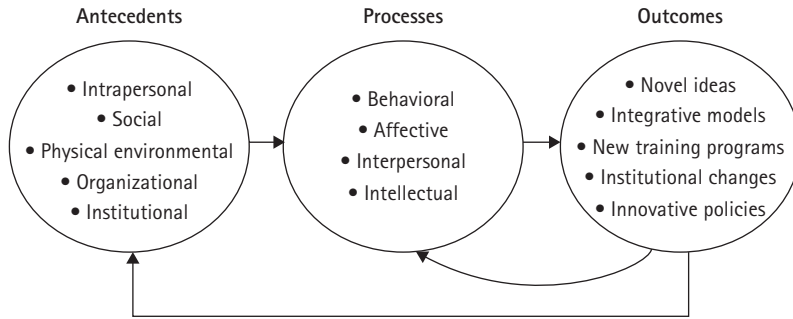 Antecedents
Processes
Outcomes
• Intrapersonal
• Social
• Physical environmental
• Organizational
• Institutional
• Behavioral
• Affective
• Interpersonal
• Intellectual
• Novel ideas
• Integrative models
• New training programs
• Institutional changes
• Innovative policies